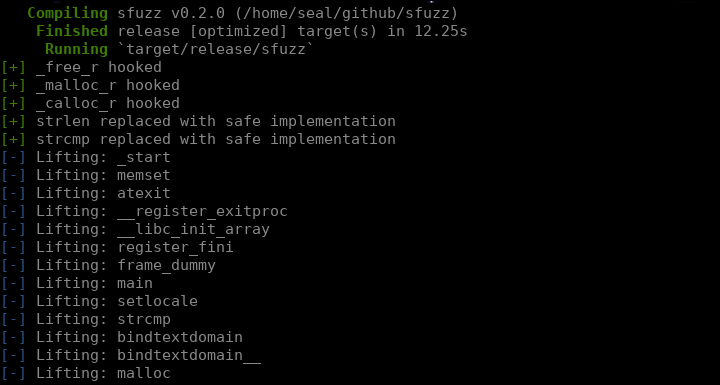 Compiling sfuzz v0.2.0 (/home/seal/github/sfuzz)
Finished release [optimized] target(s) in 12.25s
Running `target/release/sfuzz`
[+] _free_r hooked
[+] _malloc_r hooked
[+] _calloc_r hooked
[+] strlen replaced with safe implementation
[+] strcmp replaced with safe implementation
[-] Lifting: _start
[-] Lifting: memset
[-] Lifting: atexit
[-] Lifting: __register_exitproc
[-] Lifting: __libc_init_array
[-] Lifting: register_fini
[-] Lifting: frame_dummy
[-] Lifting: main
[-] Lifting: setlocale
[-] Lifting: strcmp
[-] Lifting: bindtextdomain
[-] Lifting: bindtextdomain__
[-] Lifting: malloc